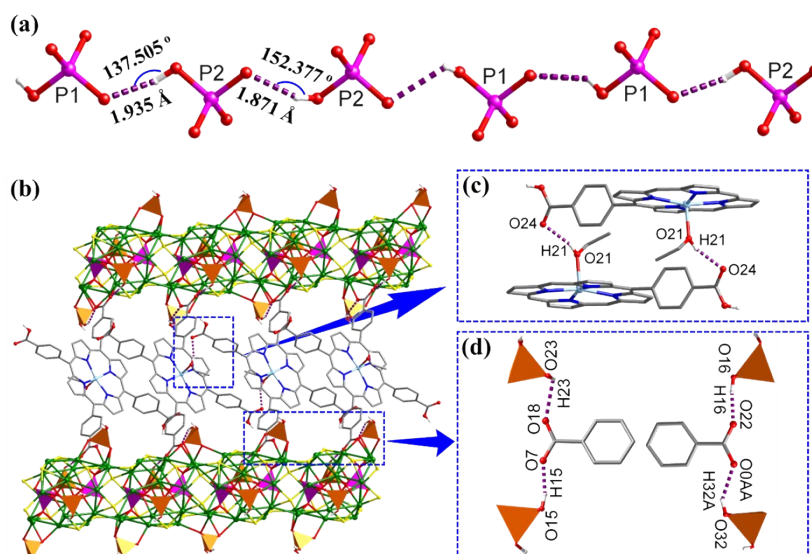 (a)
137.505 º
1.935 Å
152.377º
1.871 Å
P1
P2
P2
P1
P1
P2
(b)
(c)
O24
H21
O21
O21
H21
O24
(d)
O23
H23
O18
O7
H15
O15
O16
H16
O22
O0AA
H32A
O32